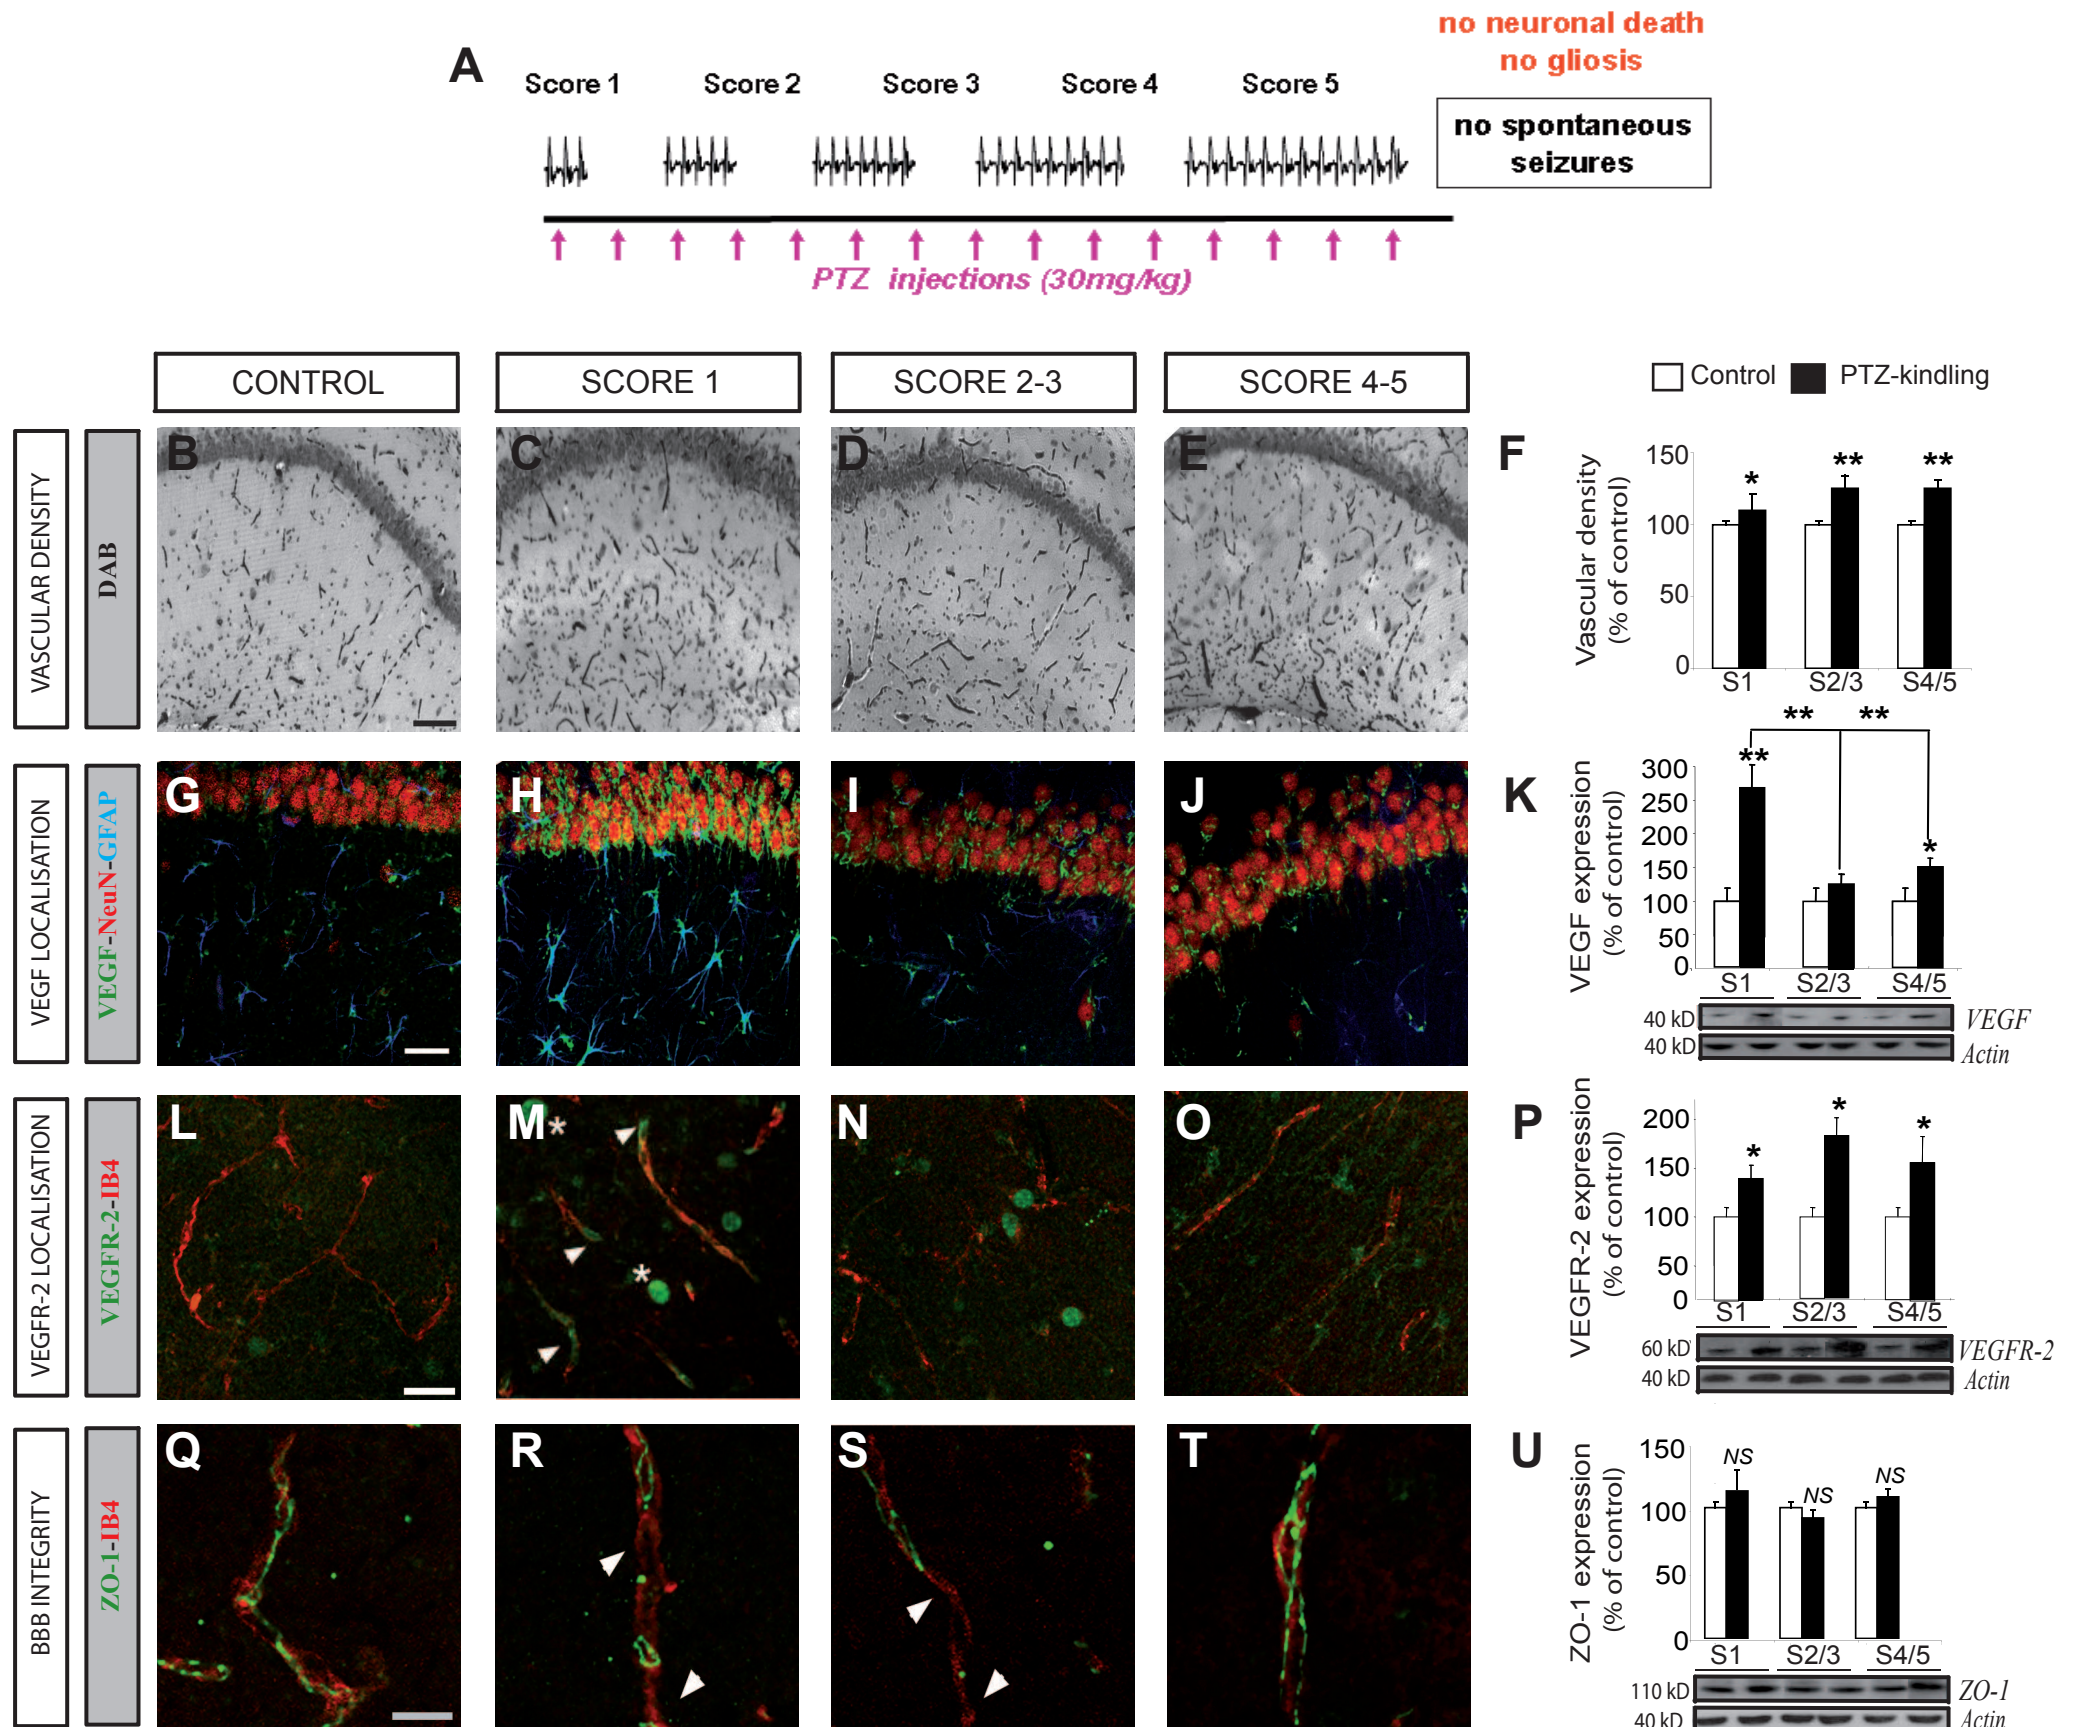 no neuronal death
no gliosis
A
Score 1 Score 2 Score 3 Score 4 Score 5
no spontaneous
seizures
PTZ injections (30mg/kg)
CONTROL SCORE 1 SCORE 2-3 SCORE 4-5
Control PTZ-kindling
VASCULAR DENSITY
DAB
B C D E
F
Vascular density
(% of control)
150
100
50
0
* ** **
S1 S2/3 S4/5
VEGF LOCALISATION
VEGF-NeuN-GFAP
G H I J
K
VEGF expression
(% of control)
** **
** *
300
250
200
150
100
50
0
S1 S2/3 S4/5
40 kD VEGF
40 kD Actin
VEGFR-2 LOCALISATION
VEGFR-2-IB4
L M N O
* *
P
VEGFR-2 expression
(% of control)
200
150
100
50
0
* * *
S1 S2/3 S4/5
60 kD VEGFR-2
40 kD Actin
BBB INTEGRITY
ZO-1-IB4
Q R S T
U
ZO-1 expression
(% of control)
150
100
50
0
NS NS NS
S1 S2/3 S4/5
110 kD ZO-1
40 kD Actin